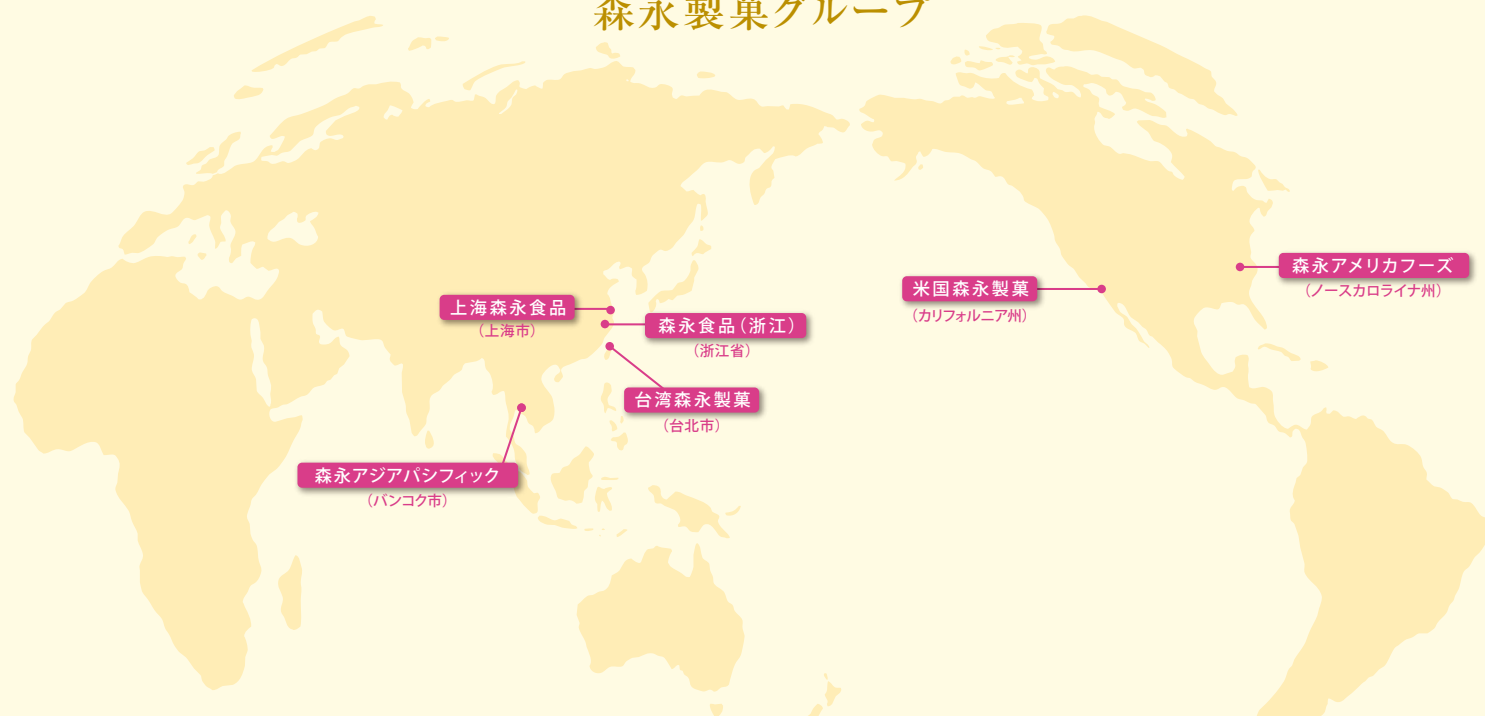 森永製菓グループ
森永アメリカフーズ
（ノースカロライナ州）
米国森永製菓
（カリフォルニア州）
上海森永食品
（上海市）
森永食品（浙江）
（浙江省）
台湾森永製菓
（台北市）
森永アジアパシフィック
（バンコク市）